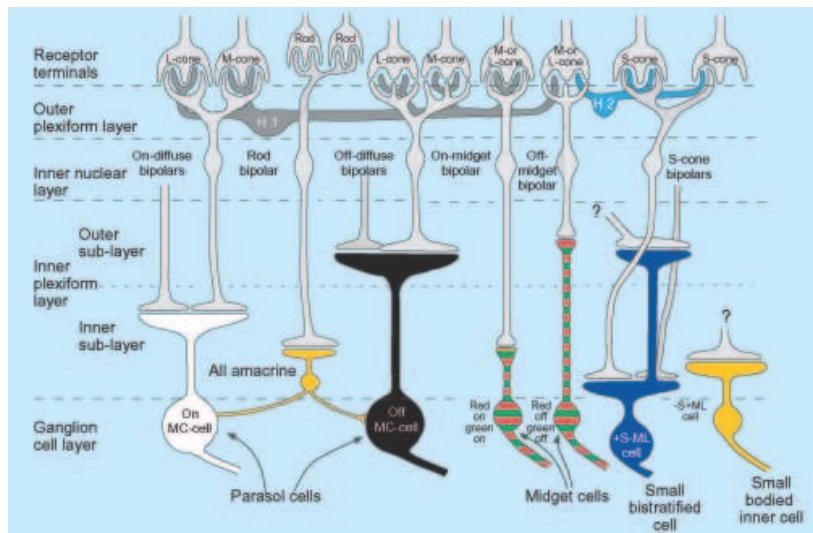 Receptor
terminals
L-cone
M-cone
Rod
Rod
L-cone
M-cone
M-or
L-cone
M-or
L-cone
S-cone
S-cone
Outer
plexiform layer
H 1
H 2
Inner nuclear
layer
On-diffuse
bipolars
Rod
bipolar
Off-diffuse
bipolars
On-midget
bipolar
Off-
midget
bipolar
S-cone
bipolars
Outer
sub-layer
?
Inner
plexiform
layer
Inner
sub-layer
?
All amacrine
Ganglion
cell layer
On
MC-cell
Off
MC-cell
Red
on
green
on
Red
off
green
off
+S-ML
cell
-S+ML
cell
Parasol cells
Midget cells
Small
bistratified
cell
Small
bodied
inner cell